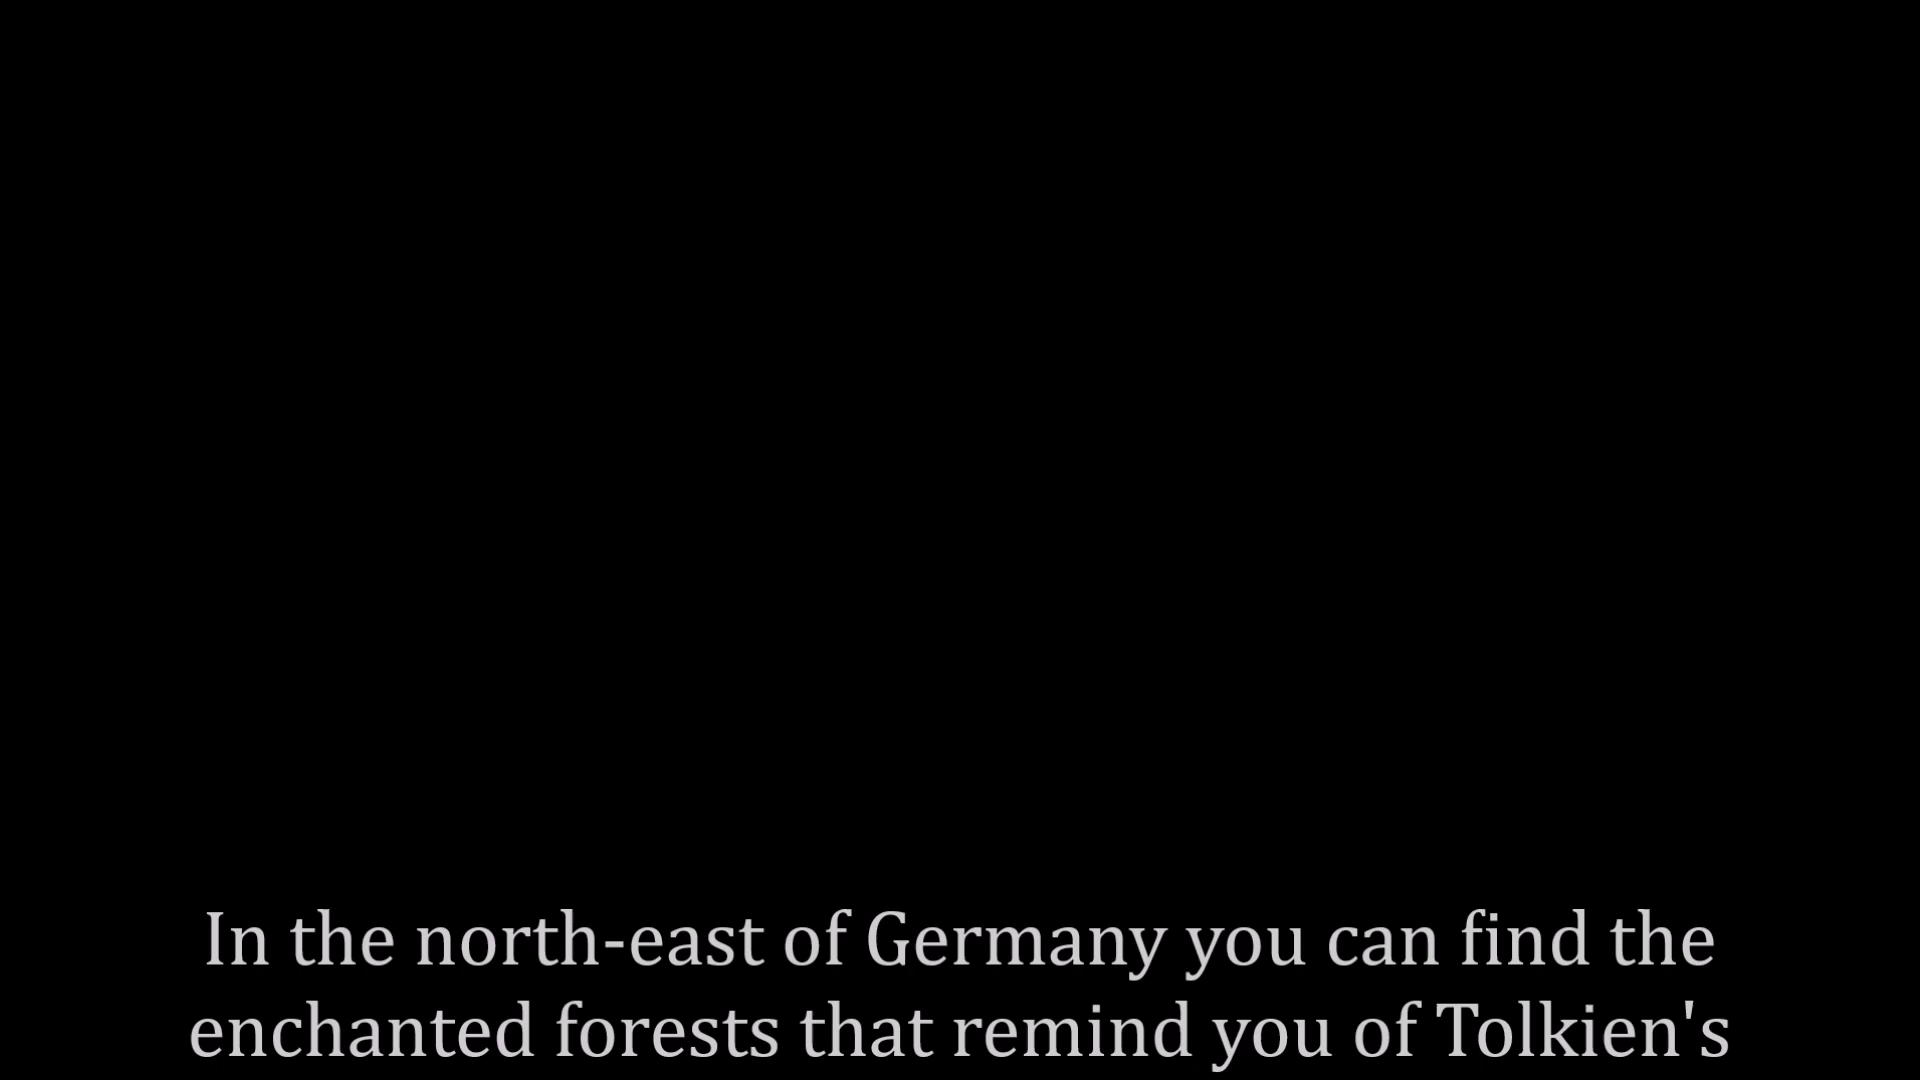 In the north-east of Germany you can find the
enchanted forests that remind you of Tolkien's